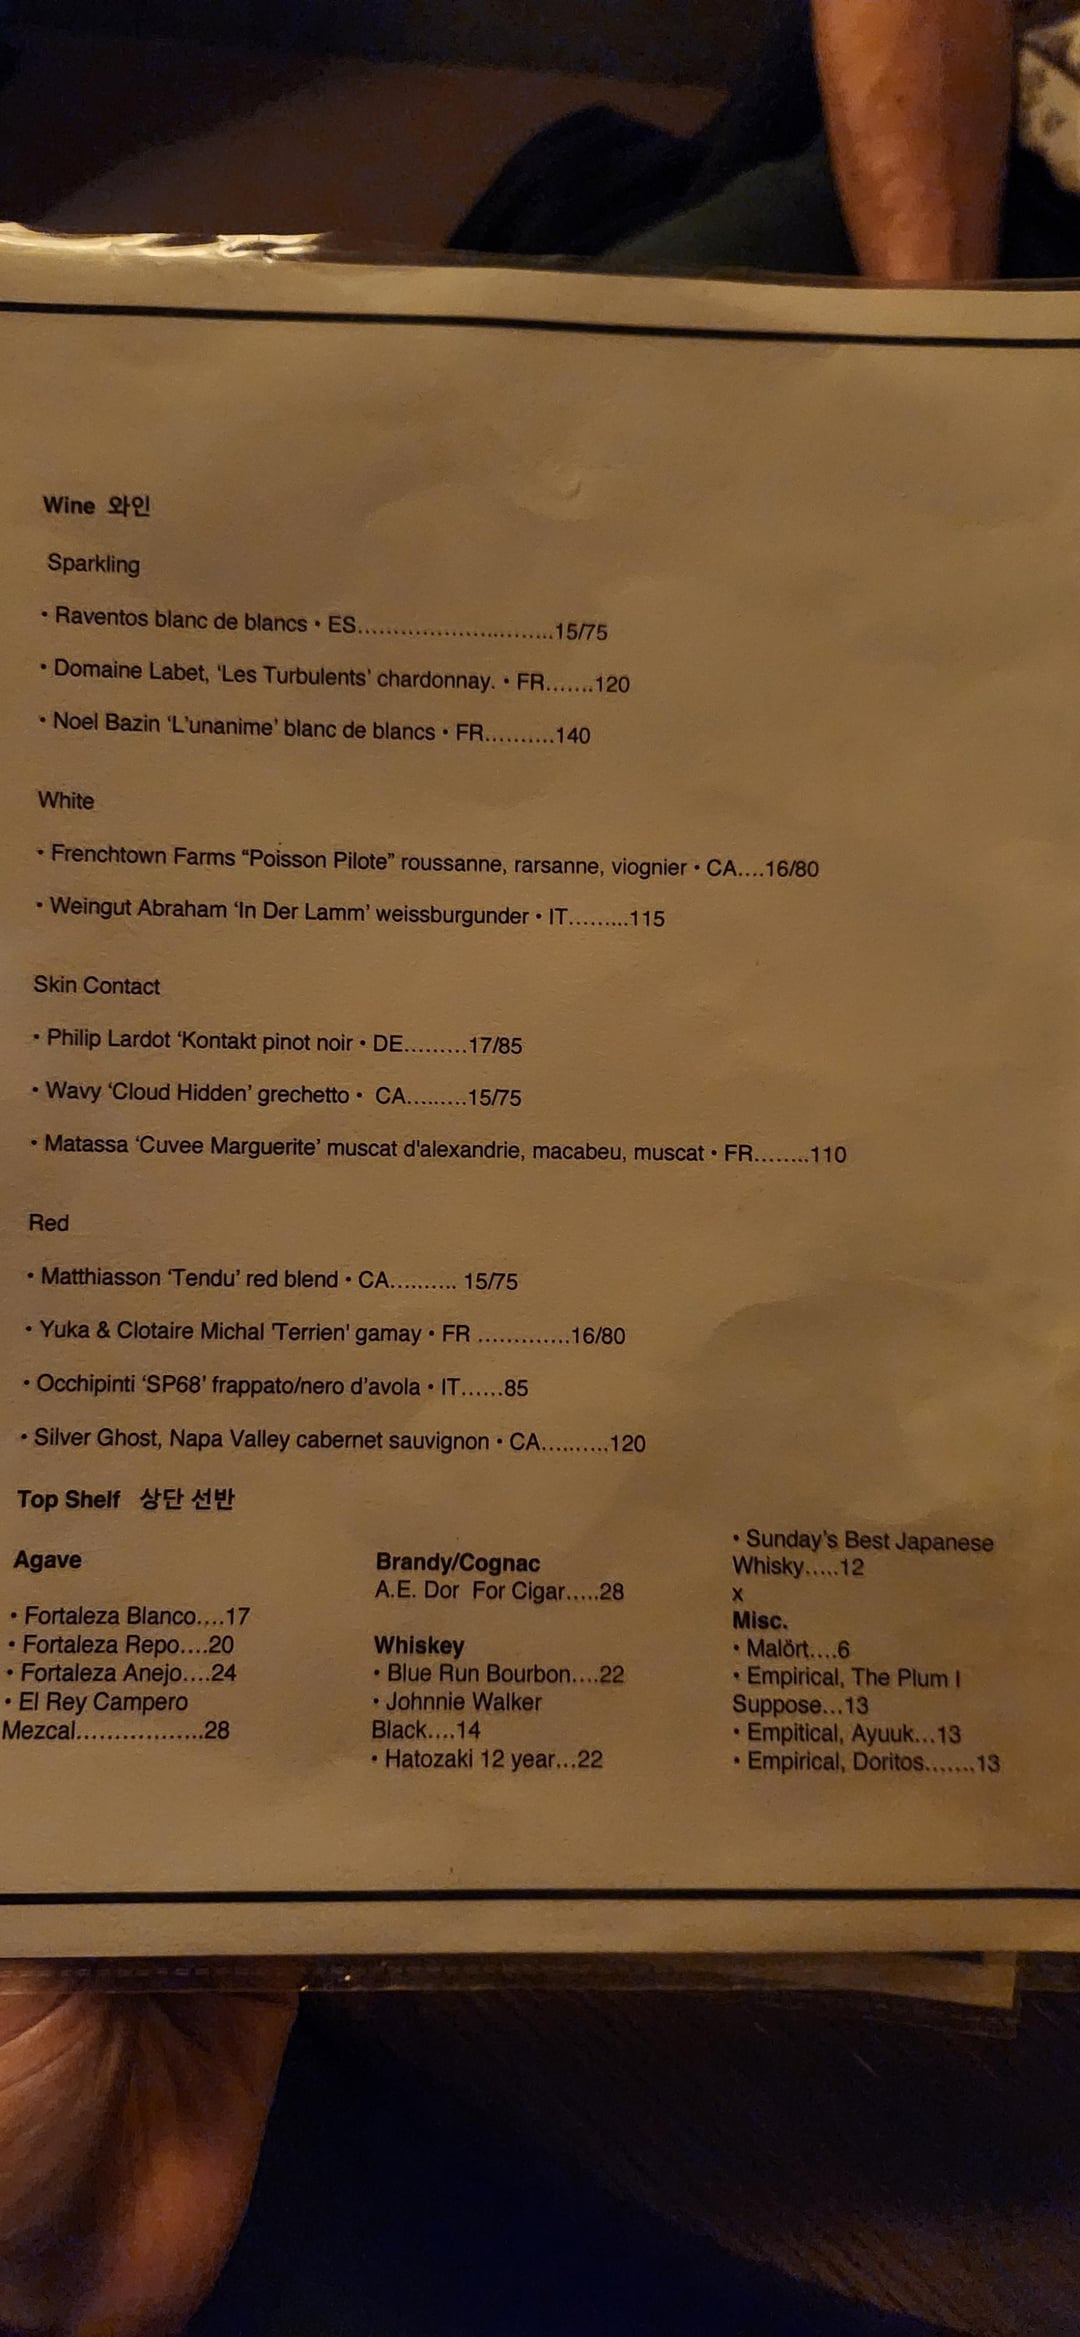 Wine 와인
Sparkling
• Raventos blanc de blancs • ES............................15/75
• Domaine Labet, ‘Les Turbulents’ chardonnay. • FR.......120
• Noel Bazin ‘L’unanime’ blanc de blancs • FR..........140
White
• Frenchtown Farms “Poisson Pilote” roussanne, rarsanne, viognier • CA....16/80
• Weingut Abraham ‘In Der Lamm’ weissburgunder • IT.........115
Skin Contact
• Philip Lardot ‘Kontakt pinot noir • DE.........17/85
• Wavy ‘Cloud Hidden’ grechetto • CA.........15/75
• Matassa ‘Cuvee Marguerite’ muscat d'alexandrie, macabeu, muscat • FR........110
Red
• Matthiasson ‘Tendu’ red blend • CA.......... 15/75
• Yuka & Clotaire Michal 'Terrien' gamay • FR .............16/80
• Occhipinti ‘SP68’ frappato/nero d’avola • IT......85
• Silver Ghost, Napa Valley cabernet sauvignon • CA..........120
Top Shelf 상단 선반
Agave
• Fortaleza Blanco....17
• Fortaleza Repo....20
• Fortaleza Anejo....24
• El Rey Campero
Mezcal..................28
Brandy/Cognac
A.E. Dor For Cigar.....28
Whiskey
• Blue Run Bourbon....22
• Johnnie Walker
Black....14
• Hatozaki 12 year...22
• Sunday’s Best Japanese
Whisky.....12
x
Misc.
• Malört....6
• Empirical, The Plum I
Suppose...13
• Empitical, Ayuuk...13
• Empirical, Doritos........13